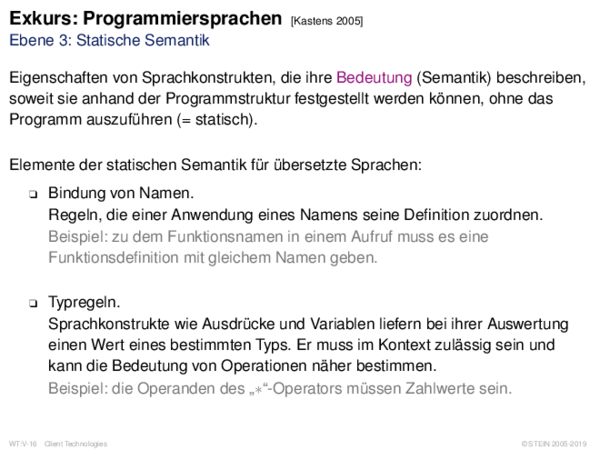 Exkurs: Programmiersprachen [Kastens 2005]
Ebene 3: Statische Semantik
Eigenschaften von Sprachkonstrukten, die ihre Bedeutung (Semantik) beschreiben,
soweit sie anhand der Programmstruktur festgestellt werden können, ohne das
Programm auszuführen (= statisch).
Elemente der statischen Semantik für übersetzte Sprachen:
❑ Bindung von Namen.
Regeln, die einer Anwendung eines Namens seine Definition zuordnen.
Beispiel: zu dem Funktionsnamen in einem Aufruf muss es eine
Funktionsdefinition mit gleichem Namen geben.
❑ Typregeln.
Sprachkonstrukte wie Ausdrücke und Variablen liefern bei ihrer Auswertung
einen Wert eines bestimmten Typs. Er muss im Kontext zulässig sein und
kann die Bedeutung von Operationen näher bestimmen.
Beispiel: die Operanden des „∗“-Operators müssen Zahlwerte sein.
WT:V-16 Client Technologies © STEIN 2005-2019